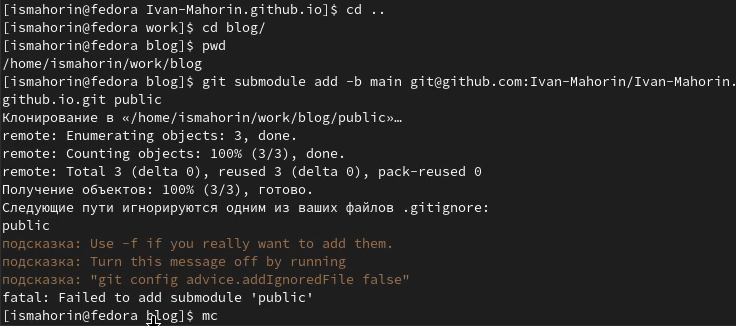 [ismahorin@fedora Ivan-Mahorin.github.io]$ cd ..
[ismahorin@fedora work]$ cd blog/
[ismahorin@fedora blog]$ pwd
/home/ismahorin/work/blog
[ismahorin@fedora blog]$ git submodule add -b main git@github.com:Ivan-Mahorin/Ivan-Mahorin.
github.io.git public
Клонирование в «/home/ismahorin/work/blog/public»…
remote: Enumerating objects: 3, done.
remote: Counting objects: 100% (3/3), done.
remote: Total 3 (delta 0), reused 3 (delta 0), pack-reused 0
Получение объектов: 100% (3/3), готово.
Следующие пути игнорируются одним из ваших файлов .gitignore:
public
подсказка: Use -f if you really want to add them.
подсказка: Turn this message off by running
подсказка: "git config advice.addIgnoredFile false"
fatal: Failed to add submodule 'public'
[ismahorin@fedora blog]$ mc